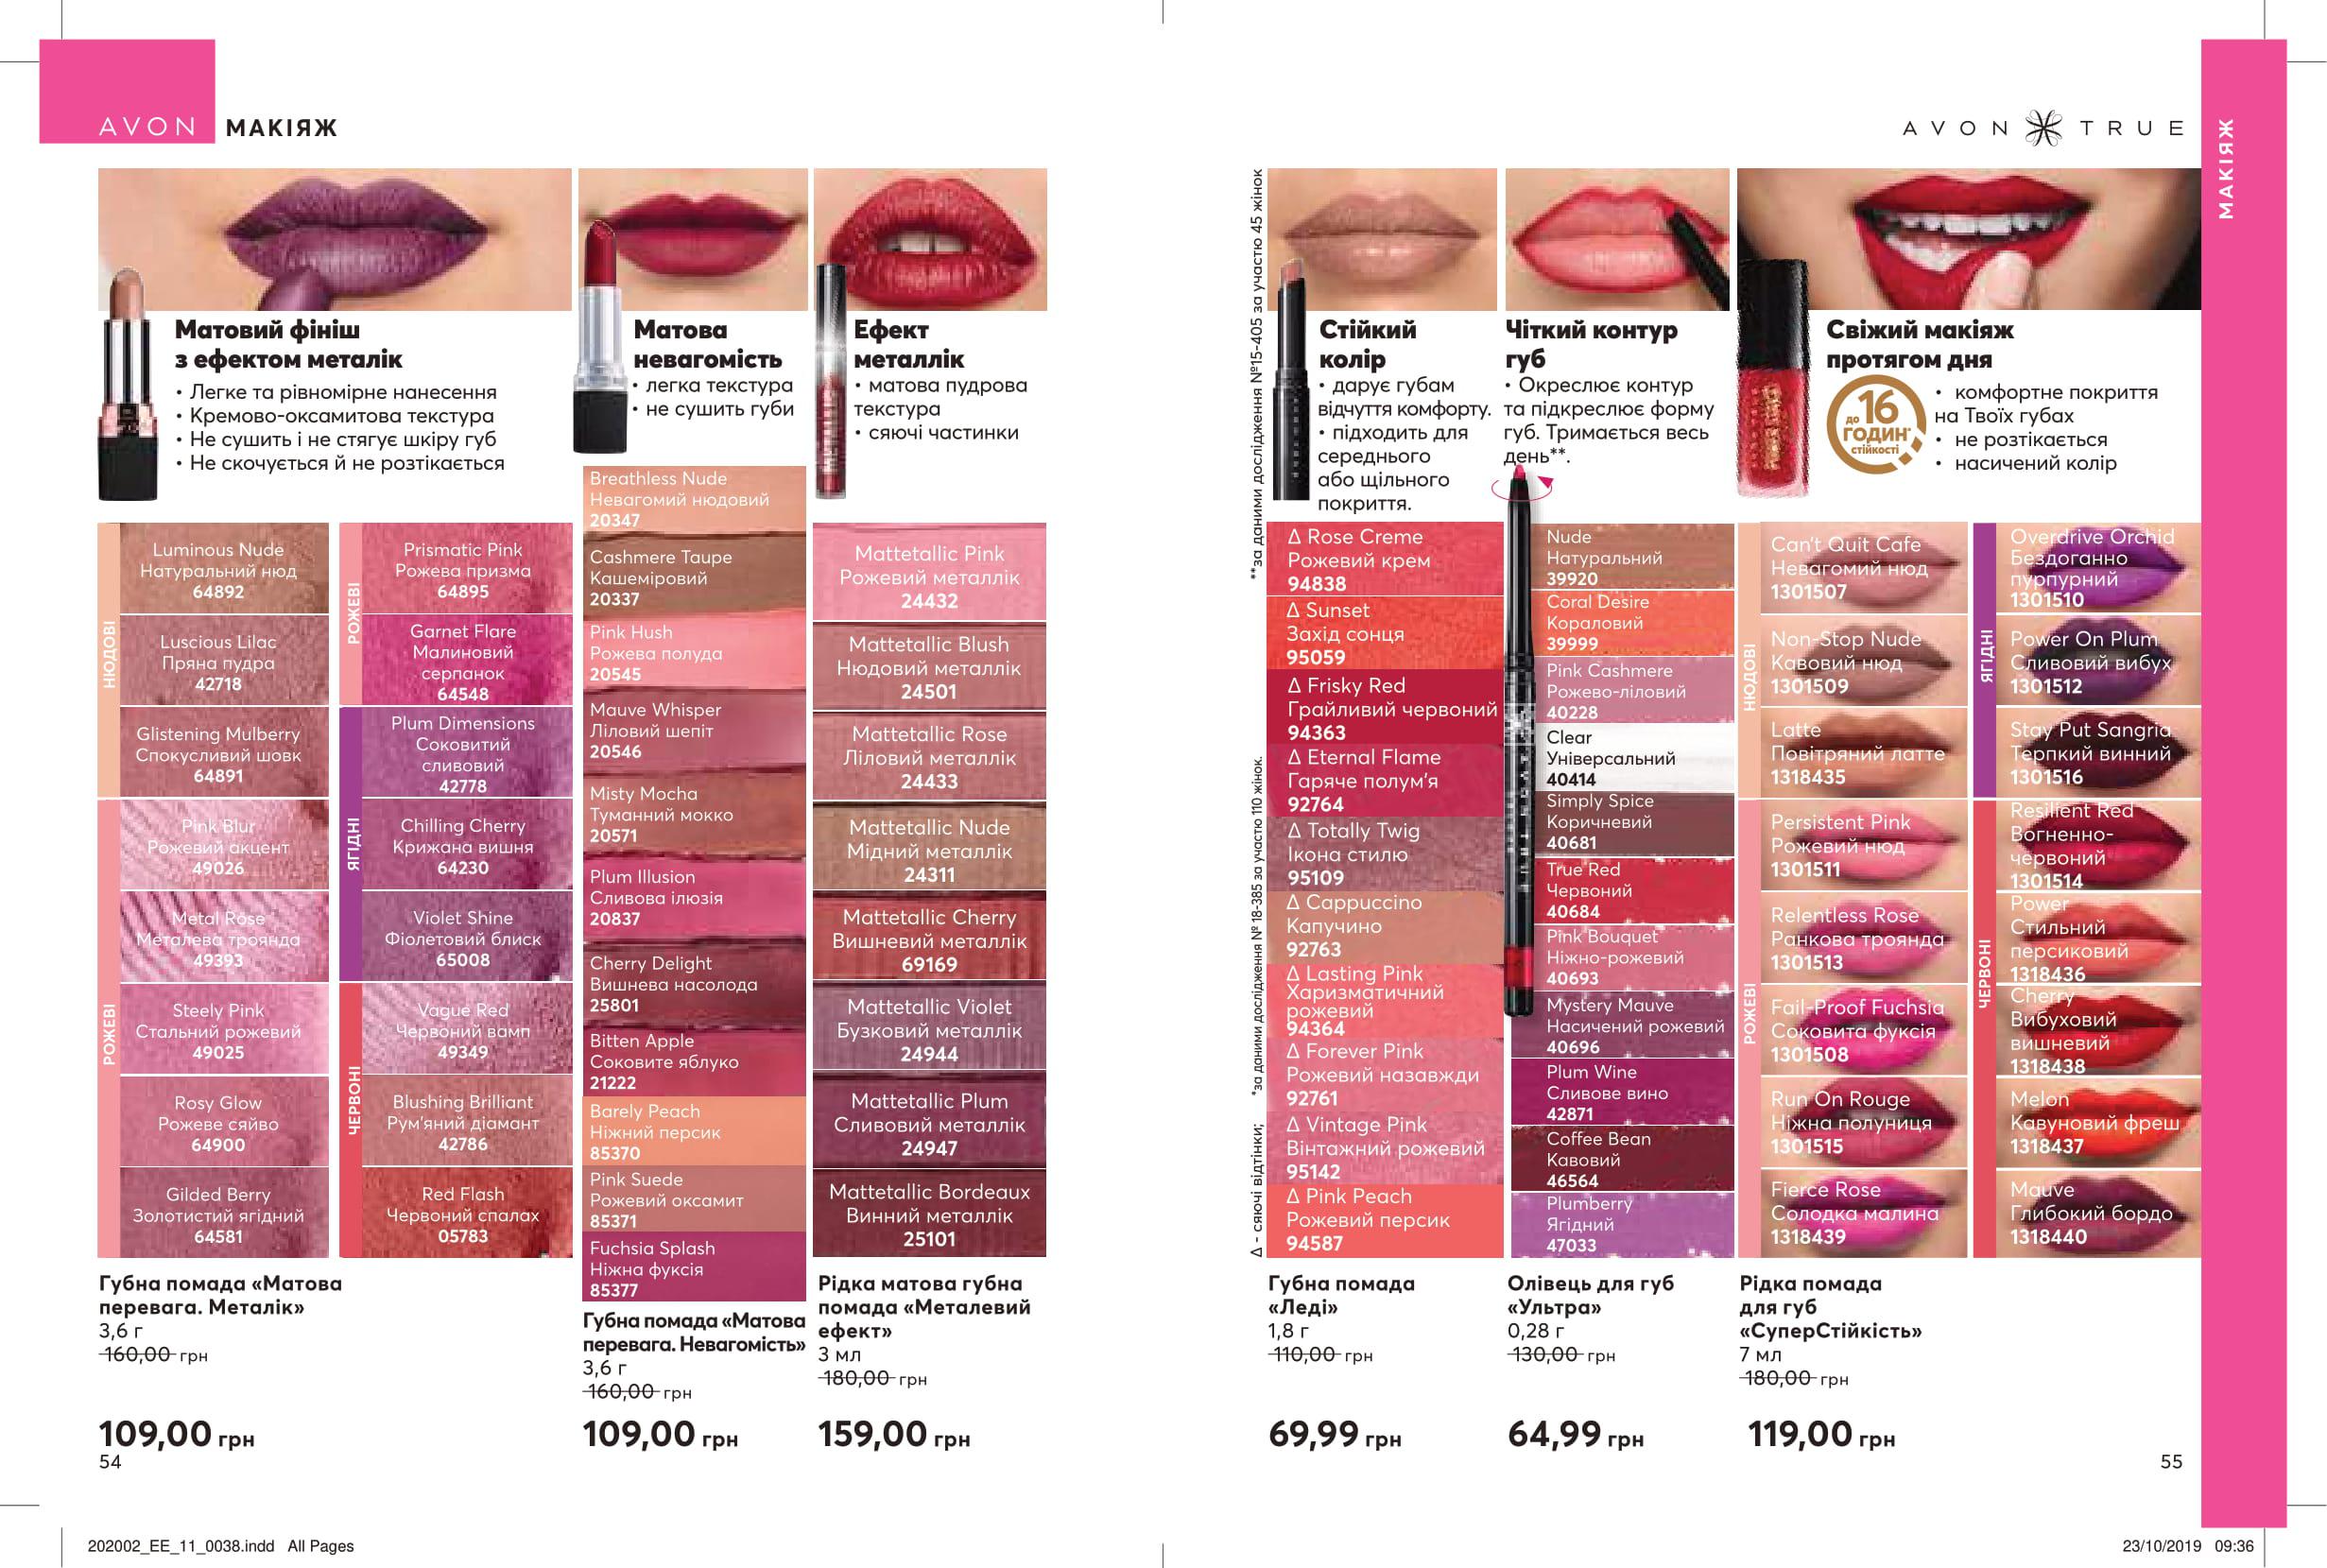 AVON МАКІЯЖ
Матовий фініш
з ефектом металік
• Легке та рівномірне нанесення
• Кремово-оксамитова текстура
• Не сушить і не стягує шкіру губ
• Не скочується й не розтікається
НЮДОВІ
Luminous Nude
Натуральний нюд
64892
Luscious Lilac
Пряна пудра
42718
Glistening Mulberry
Спокусливий шовк
64891
РОЖЕВІ
Pink Blur
Рожевий акцент
49026
Metal Rose
Металева троянда
49393
Steely Pink
Стальний рожевий
49025
Rosy Glow
Рожеве сяйво
64900
Gilded Berry
Золотистий ягідний
64581
РОЖЕВІ
Prismatic Pink
Рожева призма
64895
Garnet Flare
Малиновий
серпанок
64548
ЯГІДНІ
Plum Dimensions
Соковитий
сливовий
42778
Chilling Cherry
Крижана вишня
64230
Violet Shine
Фіолетовий блиск
65008
ЧЕРВОНІ
Vague Red
Червоний вамп
49349
Blushing Brilliant
Рум'яний діамант
42786
Red Flash
Червоний спалах
05783
Губна помада «Матова
перевага. Металік»
3,6 г
160,00 грн
109,00 грн
54
Матова
невагомість
• легка текстура
• не сушить губи
Breathless Nude
Невагомий нюдовий
20347
Cashmere Taupe
Кашеміровий
20337
Pink Hush
Рожева полуда
20545
Mauve Whisper
Ліловий шепіт
20546
Misty Mocha
Туманний мокко
20571
Plum Illusion
Сливова ілюзія
20837
Cherry Delight
Вишнева насолода
25801
Bitten Apple
Соковите яблуко
21222
Barely Peach
Ніжний персик
85370
Pink Suede
Рожевий оксамит
85371
Fuchsia Splash
Ніжна фуксія
85377
Губна помада «Матова
перевага. Невагомість»
3,6 г
160,00 грн
109,00 грн
Ефект
металлік
• матова пудрова
текстура
• сяючі частинки
Mattetallic Pink
Рожевий металлік
24432
Mattetallic Blush
Нюдовий металлік
24501
Mattetallic Rose
Ліловий металлік
24433
Mattetallic Nude
Мідний металлік
24311
Mattetallic Cherry
Вишневий металлік
69169
Mattetallic Violet
Бузковий металлік
24944
Mattetallic Plum
Сливовий металлік
24947
Mattetallic Bordeaux
Винний металлік
25101
Рідка матова губна
помада «Металевий
ефект»
3 мл
180,00 грн
159,00 грн
AVON TRUE
МАКІЯЖ
**за даними дослідження №15-405 за участю 45 жінок
*за даними дослідження № 18-385 за участю 110 жінок.
Δ - сяючі відтінки;
Стійкий
колір
• дарує губам
відчуття комфорту.
• підходить для
середнього
або щільного
покриття.
Δ Rose Creme
Рожевий крем
94838
Δ Sunset
Захід сонця
95059
Δ Frisky Red
Грайливий червоний
94363
Δ Eternal Flame
Гаряче полум'я
92764
Δ Totally Twig
Ікона стилю
95109
Δ Cappuccino
Капучино
92763
Δ Lasting Pink
Харизматичний
рожевий
94364
Δ Forever Pink
Рожевий назавжди
92761
Δ Vintage Pink
Вінтажний рожевий
95142
Δ Pink Peach
Рожевий персик
94587
Губна помада
«Леді»
1,8 г
110,00 грн
69,99 грн
Чіткий контур
губ
• Окреслює контур
та підкреслює форму
губ. Тримається весь
день**.
Nude
Натуральний
39920
Coral Desire
Кораловий
39999
Pink Cashmere
Рожево-ліловий
40228
Clear
Універсальний
40414
Simply Spice
Коричневий
40681
True Red
Червоний
40684
Pink Bouquet
Ніжно-рожевий
40693
Mystery Mauve
Насичений рожевий
40696
Plum Wine
Сливове вино
42871
Coffee Bean
Кавовий
46564
Plumberry
Ягідний
47033
Олівець для губ
«Ультра»
0,28 г
130,00 грн
64,99 грн
Свіжий макіяж
протягом дня
до 16
ГОДИН*
стійкості
• комфортне покриття
на Твоїх губах
• не розтікається
• насичений колір
НЮДОВІ
Can't Quit Cafe
Невагомий нюд
1301507
Non-Stop Nude
Кавовий нюд
1301509
Latte
Повітряний латте
1318435
РОЖЕВІ
Persistent Pink
Рожевий нюд
1301511
Relentless Rose
Ранкова троянда
1301513
Fail-Proof Fuchsia
Соковита фуксія
1301508
Run On Rouge
Ніжна полуниця
1301515
Fierce Rose
Солодка малина
1318439
ЯГІДНІ
Overdrive Orchid
Бездоганно
пурпурний
1301510
Power On Plum
Сливовий вибух
1301512
Stay Put Sangria
Терпкий винний
1301516
ЧЕРВОНІ
Resilient Red
Вогненно-
червоний
1301514
Power
Стильний
персиковий
1318436
Cherry
Вибуховий
вишневий
1318438
Melon
Кавуновий фреш
1318437
Mauve
Глибокий бордо
1318440
Рідка помада
для губ
«СуперСтійкість»
7 мл
180,00 грн
119,00 грн
55
202002_EE_11_0038.indd All Pages
23/10/2019 09:36